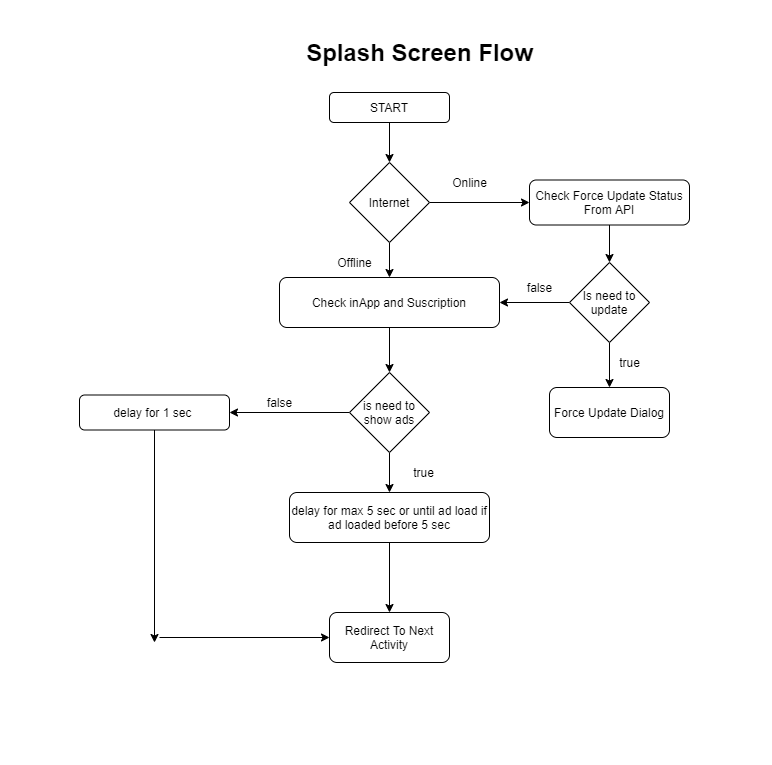 Splash Screen Flow
START
Online
Internet
Check Force Update Status
From API
Offline
false
Is need to
update
Check inApp and Suscription
true
false
is need to
show ads
delay for 1 sec
Force Update Dialog
true
delay for max 5 sec or until ad load if
ad loaded before 5 sec
Redirect To Next
Activity